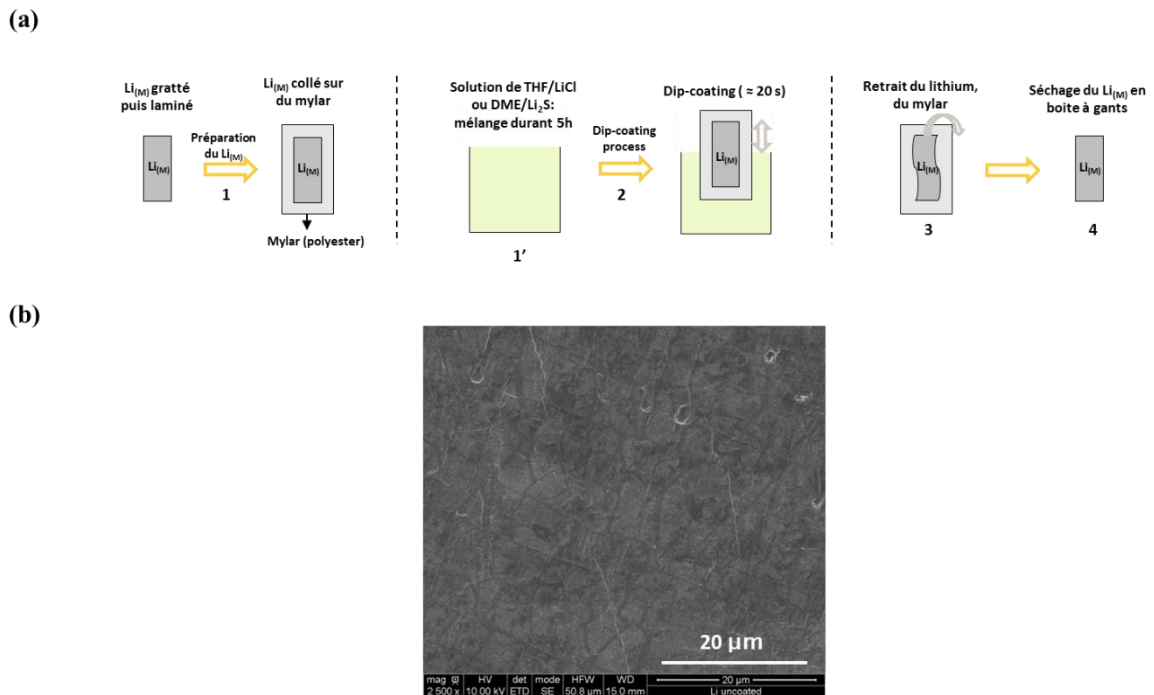 (a)
Li(M) gratté
puis laminé
Li(M)
Préparation
du Li(M)
1
Li(M) collé sur
du mylar
Li(M)
Mylar (polyester)
Solution de THF/LiCl
ou DME/Li₂S:
mélange durant 5h
1’
Dip-coating
process
2
Dip-coating ( ≈ 20 s)
Li(M)
Retrait du lithium,
du mylar
Li(M)
3
Séchage du Li(M) en
boite à gants
Li(M)
4
(b)
20 µm
mag HV det mode HFW WD 20 µm
2 500 x 10.00 kV ETD SE 50.8 µm 15.0 mm Li uncoated